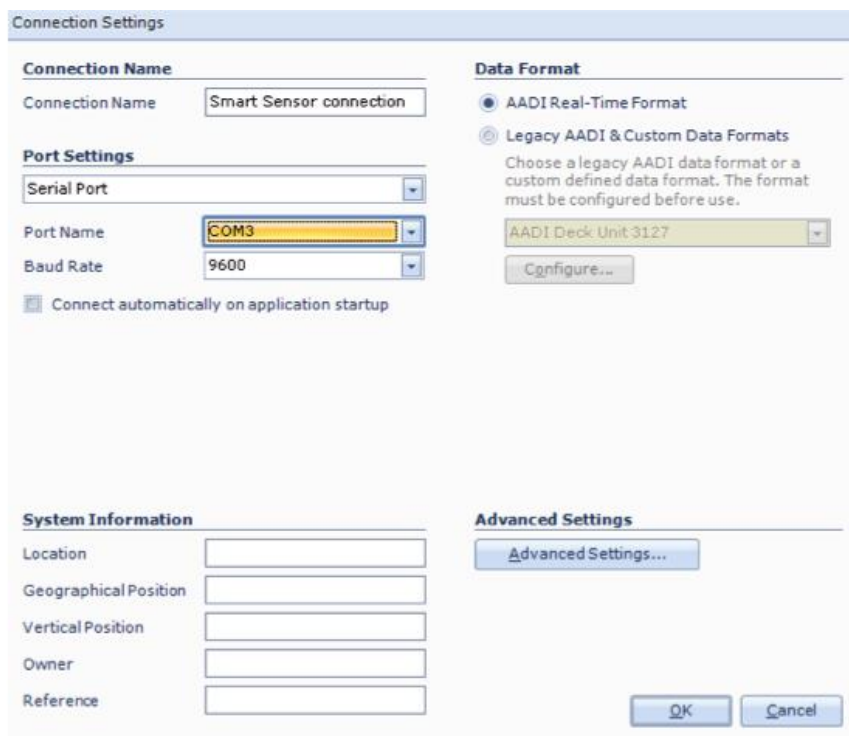 Connection Settings
Connection Name
Connection Name Smart Sensor connection
Port Settings
Serial Port
Port Name COM3
Baud Rate 9600
Connect automatically on application startup
Data Format
AADI Real-Time Format
Legacy AADI & Custom Data Formats
Choose a legacy AADI data format or a
custom defined data format. The format
must be configured before use.
AADI Deck Unit 3127
Configure...
System Information
Location
Geographical Position
Vertical Position
Owner
Reference
Advanced Settings
Advanced Settings...
OK Cancel